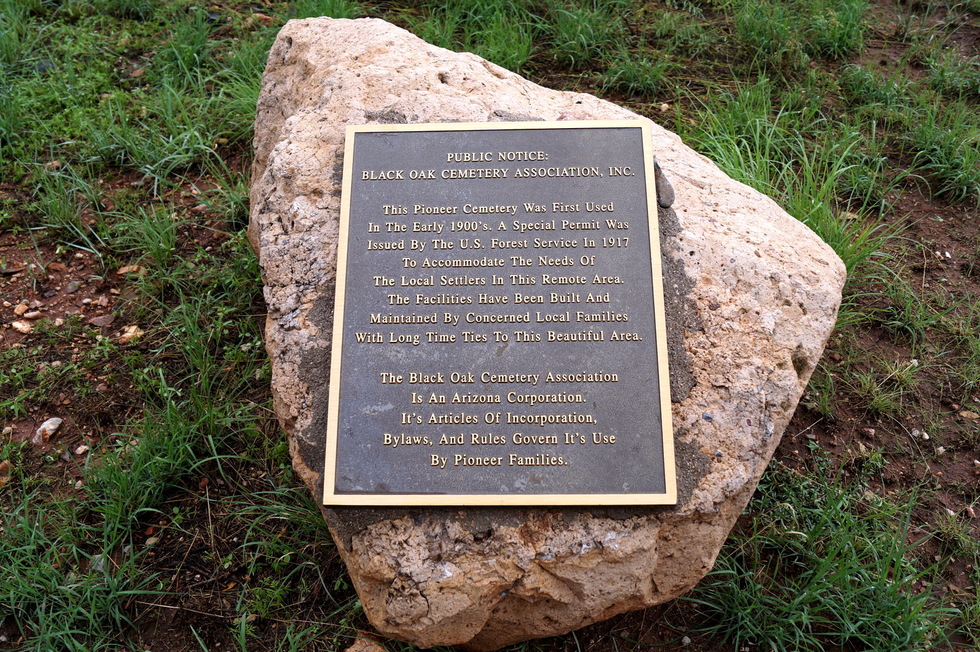 PUBLIC NOTICE:
BLACK OAK CEMETERY ASSOCIATION, INC.
This Pioneer Cemetery Was First Used
In The Early 1900's. A Special Permit Was
Issued By The U.S. Forest Service In 1917
To Accommodate The Needs Of
The Local Settlers In This Remote Area.
The Facilities Have Been Built And
Maintained By Concerned Local Families
With Long Time Ties To This Beautiful Area.
The Black Oak Cemetery Association
Is An Arizona Corporation.
It's Articles Of Incorporation,
Bylaws, And Rules Govern It's Use
By Pioneer Families.